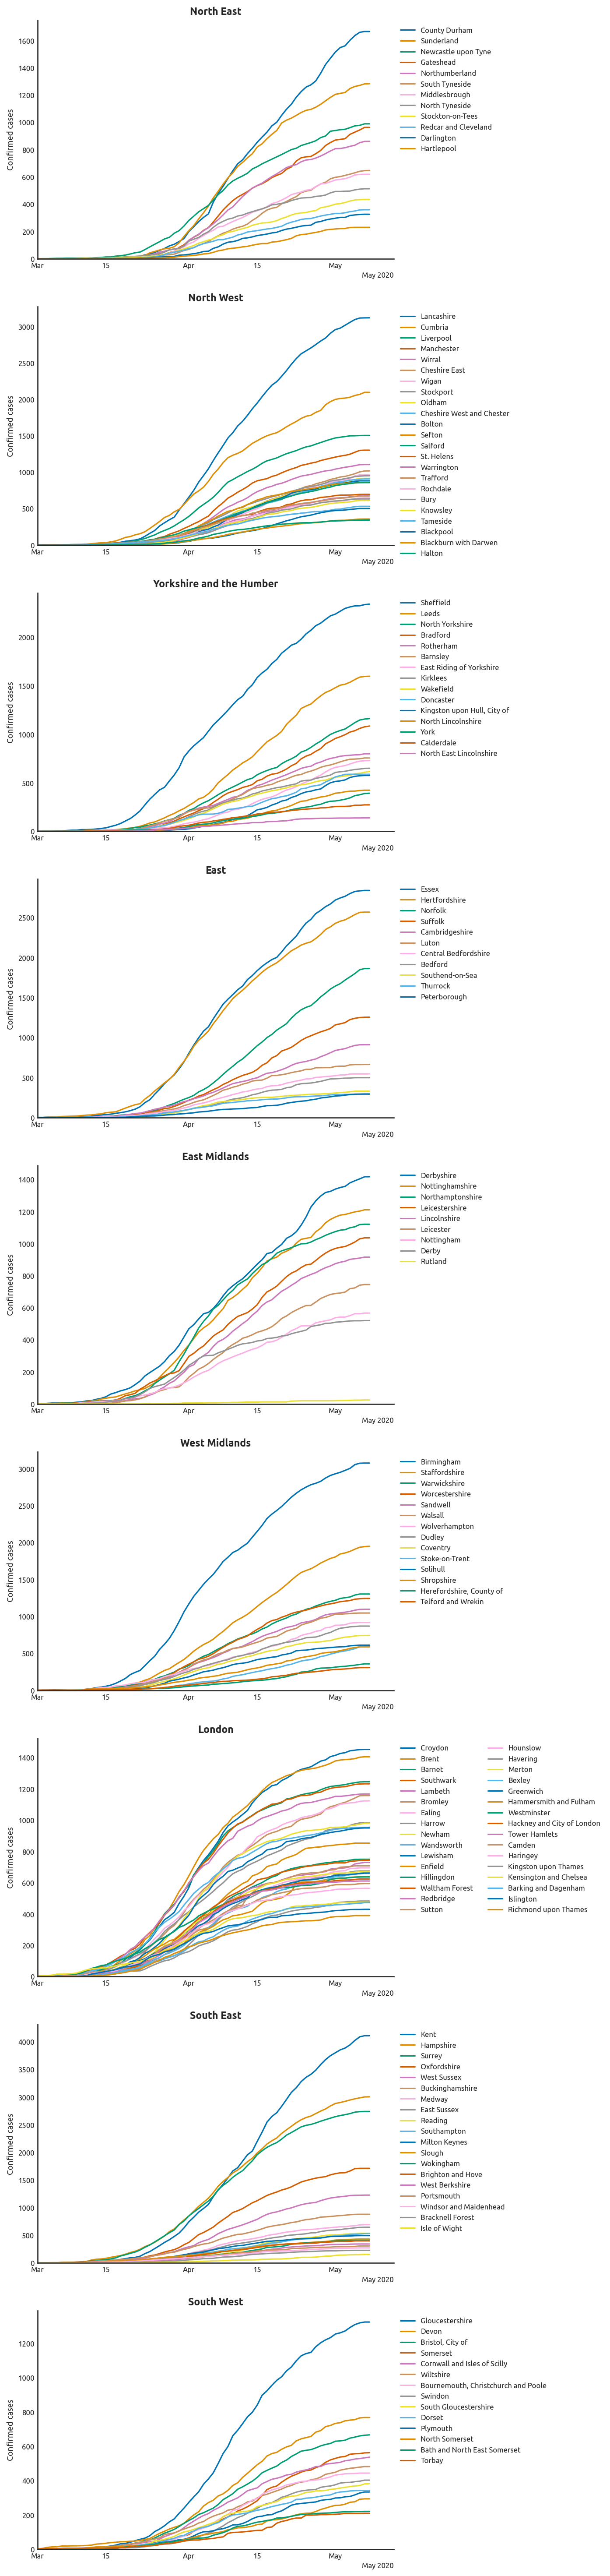 North East
Confirmed cases
1600
1400
1200
1000
800
600
400
200
0
Mar
15
Apr
15
May
May 2020
County Durham
Sunderland
Newcastle upon Tyne
Gateshead
Northumberland
South Tyneside
Middlesbrough
North Tyneside
Stockton-on-Tees
Redcar and Cleveland
Darlington
Hartlepool
North West
Confirmed cases
3000
2500
2000
1500
1000
500
0
Mar
15
Apr
15
May
May 2020
Lancashire
Cumbria
Liverpool
Manchester
Wirral
Cheshire East
Wigan
Stockport
Oldham
Cheshire West and Chester
Bolton
Sefton
Salford
St. Helens
Warrington
Trafford
Rochdale
Bury
Knowsley
Tameside
Blackpool
Blackburn with Darwen
Halton
Yorkshire and the Humber
Confirmed cases
2000
1500
1000
500
0
Mar
15
Apr
15
May
May 2020
Sheffield
Leeds
North Yorkshire
Bradford
Rotherham
Barnsley
East Riding of Yorkshire
Kirklees
Wakefield
Doncaster
Kingston upon Hull, City of
North Lincolnshire
York
Calderdale
North East Lincolnshire
East
Confirmed cases
2500
2000
1500
1000
500
0
Mar
15
Apr
15
May
May 2020
Essex
Hertfordshire
Norfolk
Suffolk
Cambridgeshire
Luton
Central Bedfordshire
Bedford
Southend-on-Sea
Thurrock
Peterborough
East Midlands
Confirmed cases
1400
1200
1000
800
600
400
200
0
Mar
15
Apr
15
May
May 2020
Derbyshire
Nottinghamshire
Northamptonshire
Leicestershire
Lincolnshire
Leicester
Nottingham
Derby
Rutland
West Midlands
Confirmed cases
3000
2500
2000
1500
1000
500
0
Mar
15
Apr
15
May
May 2020
Birmingham
Staffordshire
Warwickshire
Worcestershire
Sandwell
Walsall
Wolverhampton
Dudley
Coventry
Stoke-on-Trent
Solihull
Shropshire
Herefordshire, County of
Telford and Wrekin
London
Confirmed cases
1400
1200
1000
800
600
400
200
0
Mar
15
Apr
15
May
May 2020
Croydon
Brent
Barnet
Southwark
Lambeth
Bromley
Ealing
Harrow
Newham
Wandsworth
Lewisham
Enfield
Hillingdon
Waltham Forest
Redbridge
Sutton
Hounslow
Havering
Merton
Bexley
Greenwich
Hammersmith and Fulham
Westminster
Hackney and City of London
Tower Hamlets
Camden
Haringey
Kingston upon Thames
Kensington and Chelsea
Barking and Dagenham
Islington
Richmond upon Thames
South East
Confirmed cases
4000
3500
3000
2500
2000
1500
1000
500
0
Mar
15
Apr
15
May
May 2020
Kent
Hampshire
Surrey
Oxfordshire
West Sussex
Buckinghamshire
Medway
East Sussex
Reading
Southampton
Milton Keynes
Slough
Wokingham
Brighton and Hove
West Berkshire
Portsmouth
Windsor and Maidenhead
Bracknell Forest
Isle of Wight
South West
Confirmed cases
1200
1000
800
600
400
200
0
Mar
15
Apr
15
May
May 2020
Gloucestershire
Devon
Bristol, City of
Somerset
Cornwall and Isles of Scilly
Wiltshire
Bournemouth, Christchurch and Poole
Swindon
South Gloucestershire
Dorset
Plymouth
North Somerset
Bath and North East Somerset
Torbay